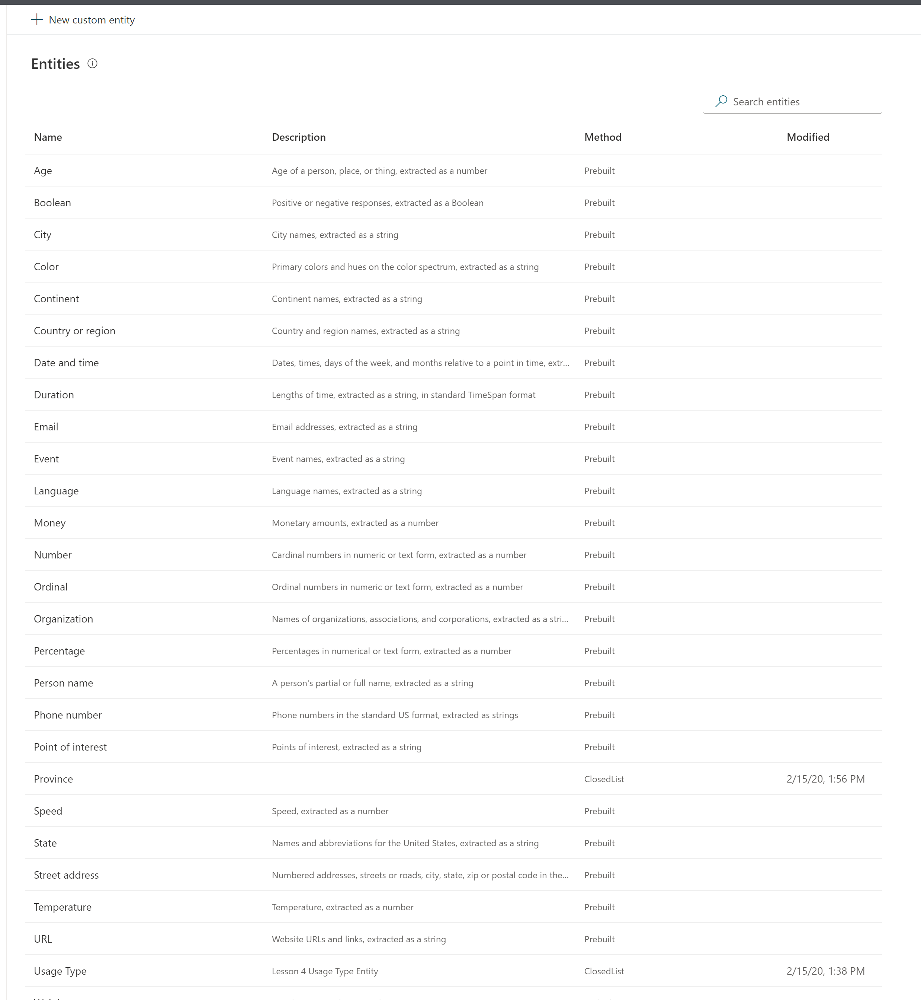 New custom entity
Entities
Search entities
Name Description Method Modified
Age Age of a person, place, or thing, extracted as a number Prebuilt
Boolean Positive or negative responses, extracted as a Boolean Prebuilt
City City names, extracted as a string Prebuilt
Color Primary colors and hues on the color spectrum, extracted as a string Prebuilt
Continent Continent names, extracted as a string Prebuilt
Country or region Country and region names, extracted as a string Prebuilt
Date and time Dates, times, days of the week, and months relative to a point in time, extr... Prebuilt
Duration Lengths of time, extracted as a string, in standard TimeSpan format Prebuilt
Email Email addresses, extracted as a string Prebuilt
Event Event names, extracted as a string Prebuilt
Language Language names, extracted as a string Prebuilt
Money Monetary amounts, extracted as a number Prebuilt
Number Cardinal numbers in numeric or text form, extracted as a number Prebuilt
Ordinal Ordinal numbers in numeric or text form, extracted as a number Prebuilt
Organization Names of organizations, associations, and corporations, extracted as a stri... Prebuilt
Percentage Percentages in numerical or text form, extracted as a number Prebuilt
Person name A person's partial or full name, extracted as a string Prebuilt
Phone number Phone numbers in the standard US format, extracted as strings Prebuilt
Point of interest Points of interest, extracted as a string Prebuilt
Province ClosedList 2/15/20, 1:56 PM
Speed Speed, extracted as a number Prebuilt
State Names and abbreviations for the United States, extracted as a string Prebuilt
Street address Numbered addresses, streets or roads, city, state, zip or postal code in the... Prebuilt
Temperature Temperature, extracted as a number Prebuilt
URL Website URLs and links, extracted as a string Prebuilt
Usage Type Lesson 4 Usage Type Entity ClosedList 2/15/20, 1:38 PM